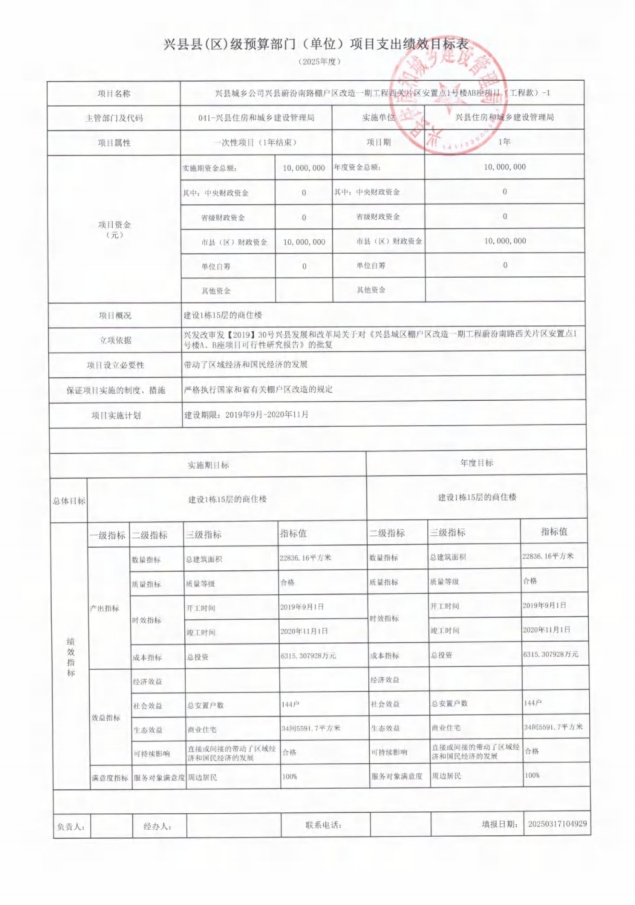 兴县县(区)级预算部门（单位）项目支出绩效目标表
（2025年度）
项目名称 兴县城乡公司兴县蔚汾南路棚户区改造一期工程西关片区安置点1号楼AB座项目（工程款）-1
主管部门及代码 041-兴县住房和城乡建设管理局 实施单位 兴县住房和城乡建设管理局
项目属性 一次性项目（1年结束） 项目期 1年
项目资金
（元）
实施期资金总额： 10,000,000 年度资金总额： 10,000,000
其中：中央财政资金 0 其中：中央财政资金 0
省级财政资金 0 省级财政资金 0
市县（区）财政资金 10,000,000 市县（区）财政资金 10,000,000
单位自筹 0 单位自筹 0
其他资金 其他资金
项目概况 建设1栋15层的商住楼
立项依据 兴发改审发【2019】30号兴县发展和改革局关于对《兴县城区棚户区改造一期工程蔚汾南路西关片区安置点1
号楼A、B座项目可行性研究报告》的批复
项目设立必要性 带动了区域经济和国民经济的发展
保证项目实施的制度、措施 严格执行国家和省有关棚户区改造的规定
项目实施计划 建设期限：2019年9月-2020年11月
实施期目标 年度目标
总体目标 建设1栋15层的商住楼 建设1栋15层的商住楼
绩效指标
一级指标 二级指标 三级指标 指标值 二级指标 三级指标 指标值
产出指标
数量指标 总建筑面积 22836.16平方米 数量指标 总建筑面积 22836.16平方米
质量指标 质量等级 合格 质量指标 质量等级 合格
时效指标 开工时间 2019年9月1日 时效指标 开工时间 2019年9月1日
竣工时间 2020年11月1日 竣工时间 2020年11月1日
成本指标 总投资 6315.307928万元 成本指标 总投资 6315.307928万元
效益指标
经济效益 经济效益
社会效益 总安置户数 144户 社会效益 总安置户数 144户
生态效益 商业住宅 34间5591.7平方米 生态效益 商业住宅 34间5591.7平方米
可持续影响 直接或间接的带动了区域经济和国民经济的发展 合格 可持续影响 直接或间接的带动了区域经济和国民经济的发展 合格
满意度指标 服务对象满意度 周边居民 100% 服务对象满意度 周边居民 100%
负责人： 经办人： 联系电话： 填报日期： 20250317104929
兴县住房和城乡建设管理局